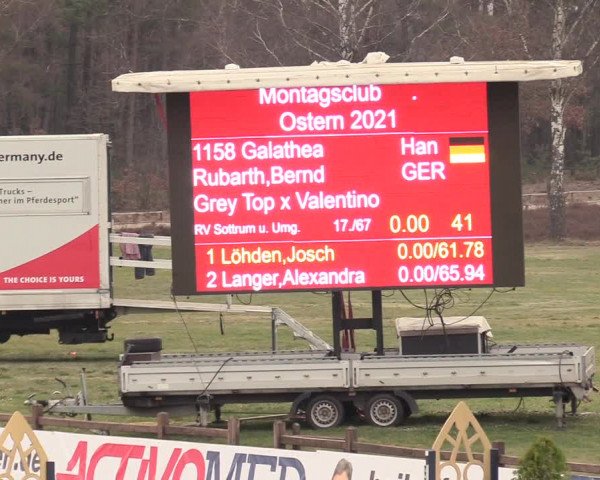 Montagsclub
Ostern 2021
1158 Galathea Han
Rubarth,Bernd GER
Grey Top x Valentino
RV Sottrum u. Umg. 17./67 0.00 41
1 Löhden,Josch 0.00/61.78
2 Langer,Alexandra 0.00/65.94
ermany.de
Trucks –
er im Pferdesport"
THE CHOICE IS YOURS
ACTIVOMED